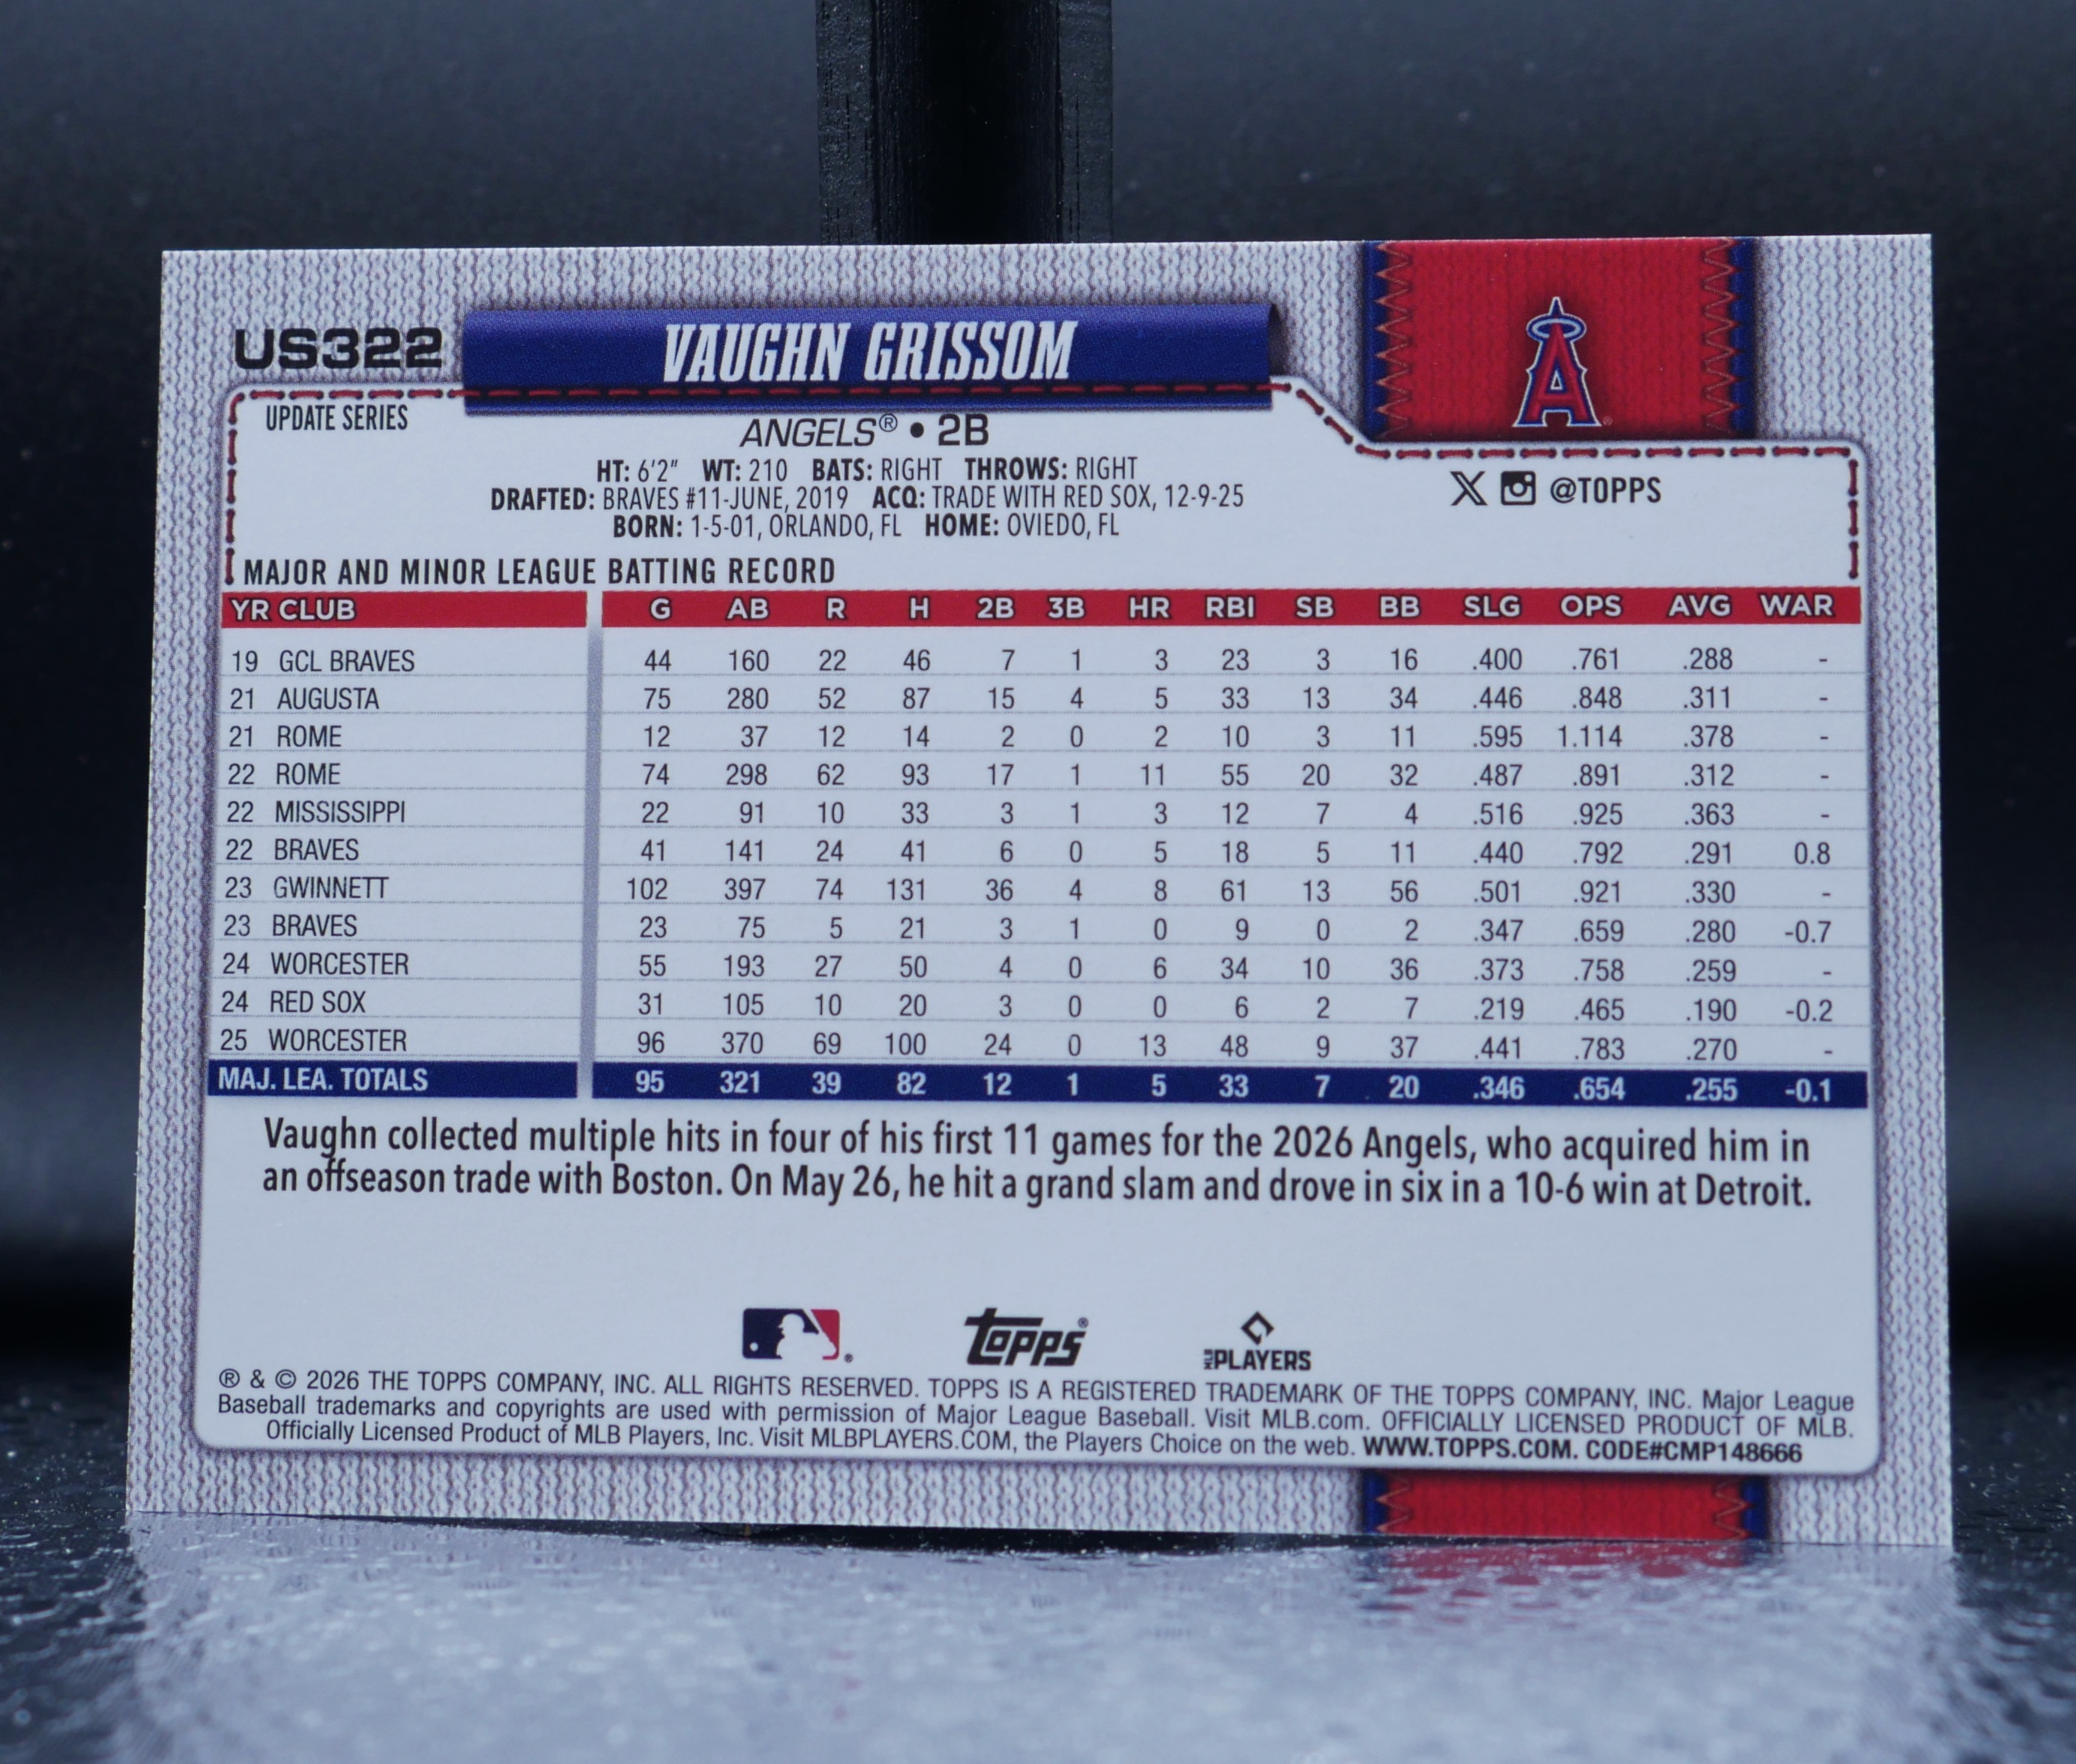 US322
VAUGHN GRISSOM
A
UPDATE SERIES
ANGELS® • 2B
HT: 6'2" WT: 210 BATS: RIGHT THROWS: RIGHT
DRAFTED: BRAVES #11-JUNE, 2019 ACQ: TRADE WITH RED SOX, 12-9-25
BORN: 1-5-01, ORLANDO, FL HOME: OVIEDO, FL
@TOPPS
MAJOR AND MINOR LEAGUE BATTING RECORD
YR CLUB G AB R H 2B 3B HR RBI SB BB SLG OPS AVG WAR
19 GCL BRAVES 44 160 22 46 7 1 3 23 3 16 .400 .761 .288 -
21 AUGUSTA 75 280 52 87 15 4 5 33 13 34 .446 .848 .311 -
21 ROME 12 37 12 14 2 0 2 10 3 11 .595 1.114 .378 -
22 ROME 74 298 62 93 17 1 11 55 20 32 .487 .891 .312 -
22 MISSISSIPPI 22 91 10 33 3 1 3 12 7 4 .516 .925 .363 -
22 BRAVES 41 141 24 41 6 0 5 18 5 11 .440 .792 .291 0.8
23 GWINNETT 102 397 74 131 36 4 8 61 13 56 .501 .921 .330 -
23 BRAVES 23 75 5 21 3 1 0 9 0 2 .347 .659 .280 -0.7
24 WORCESTER 55 193 27 50 4 0 6 34 10 36 .373 .758 .259 -
24 RED SOX 31 105 10 20 3 0 0 6 2 7 .219 .465 .190 -0.2
25 WORCESTER 96 370 69 100 24 0 13 48 9 37 .441 .783 .270 -
MAJ. LEA. TOTALS 95 321 39 82 12 1 5 33 7 20 .346 .654 .255 -0.1
Vaughn collected multiple hits in four of his first 11 games for the 2026 Angels, who acquired him in
an offseason trade with Boston. On May 26, he hit a grand slam and drove in six in a 10-6 win at Detroit.
Topps® MLB PLAYERS
® & © 2026 THE TOPPS COMPANY, INC. ALL RIGHTS RESERVED. TOPPS IS A REGISTERED TRADEMARK OF THE TOPPS COMPANY, INC. Major League
Baseball trademarks and copyrights are used with permission of Major League Baseball. Visit MLB.com. OFFICIALLY LICENSED PRODUCT OF MLB.
Officially Licensed Product of MLB Players, Inc. Visit MLBPLAYERS.COM, the Players Choice on the web. WWW.TOPPS.COM. CODE#CMP148666